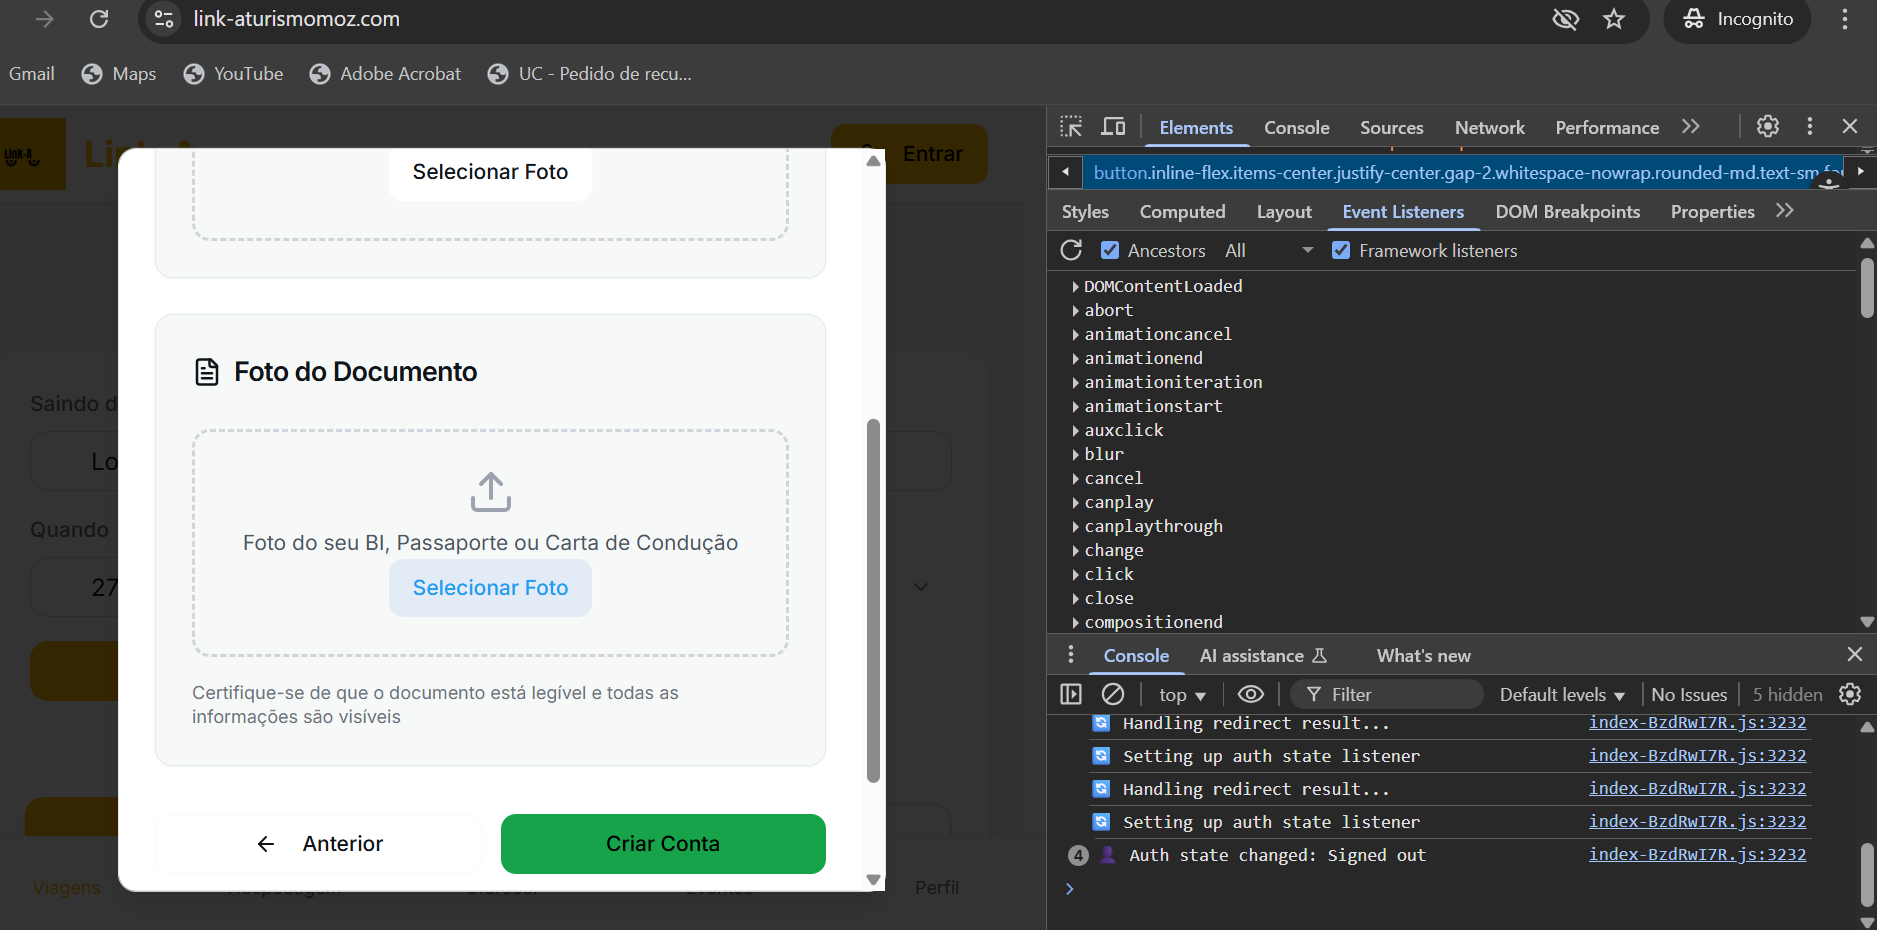 link-aturismomoz.com
Incognito
Gmail
Maps
YouTube
Adobe Acrobat
UC - Pedido de recu...
Link-A
Entrar
Selecionar Foto
Foto do Documento
Foto do seu BI, Passaporte ou Carta de Condução
Selecionar Foto
Certifique-se de que o documento está legível e todas as
informações são visíveis
Anterior
Criar Conta
Saindo d
Lo
Quando
27
Viagens
Perfil
Elements
Console
Sources
Network
Performance
button.inline-flex.items-center.justify-center.gap-2.whitespace-nowrap.rounded-md.text-sm.fo
Styles
Computed
Layout
Event Listeners
DOM Breakpoints
Properties
Ancestors
All
Framework listeners
DOMContentLoaded
abort
animationcancel
animationend
animationiteration
animationstart
auxclick
blur
cancel
canplay
canplaythrough
change
click
close
compositionend
Console
AI assistance
What's new
top
Filter
Default levels
No Issues
5 hidden
Handling redirect result... index-BzdRwI7R.js:3232
Setting up auth state listener index-BzdRwI7R.js:3232
Handling redirect result... index-BzdRwI7R.js:3232
Setting up auth state listener index-BzdRwI7R.js:3232
4 Auth state changed: Signed out index-BzdRwI7R.js:3232